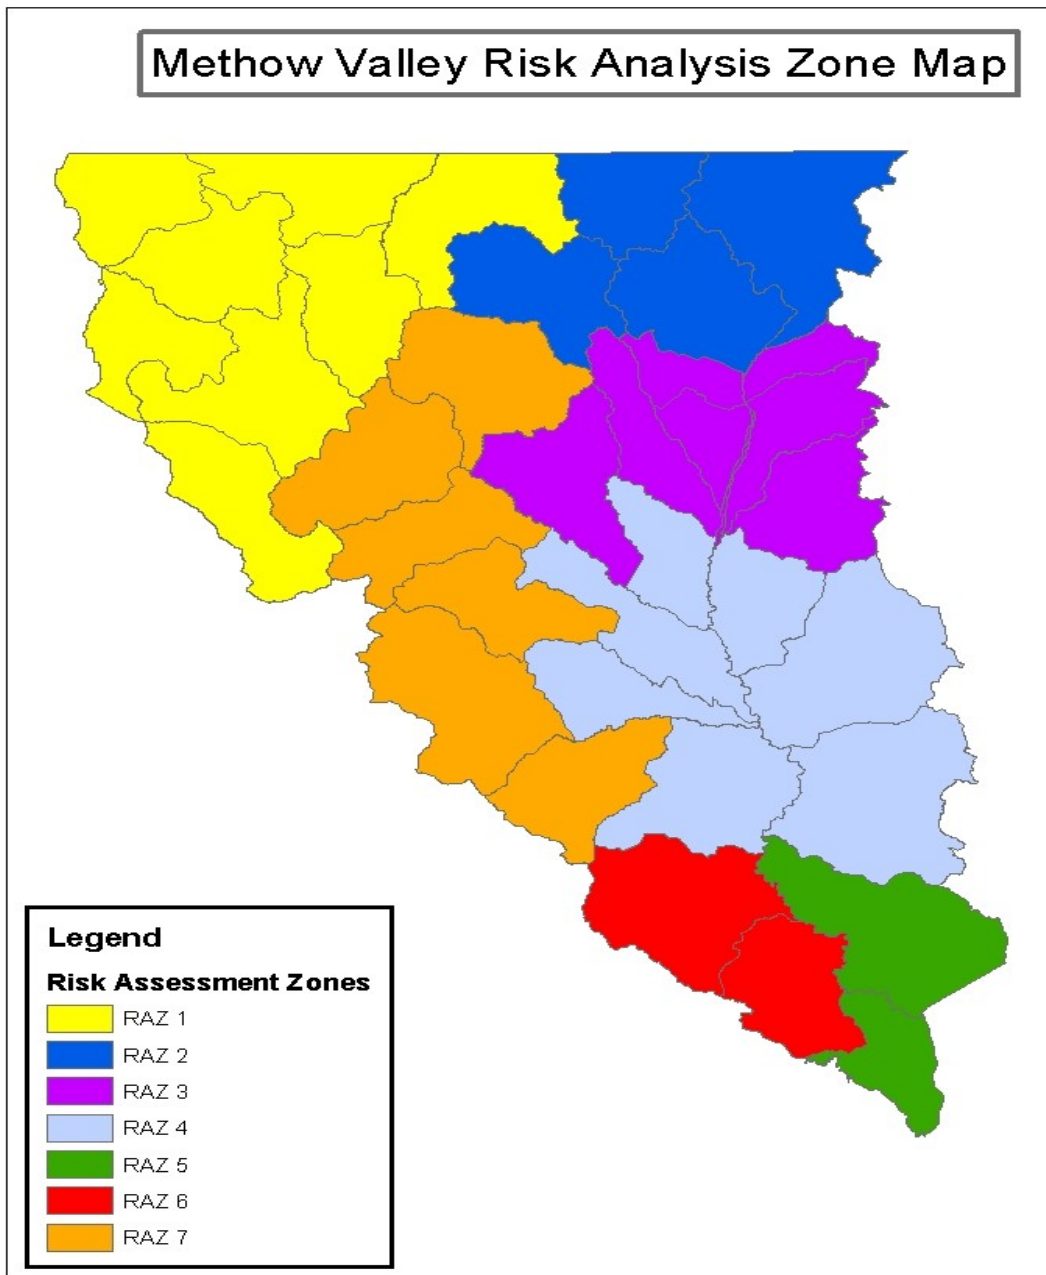 Methow Valley Risk Analysis Zone Map
Legend
Risk Assessment Zones
RAZ 1
RAZ 2
RAZ 3
RAZ 4
RAZ 5
RAZ 6
RAZ 7